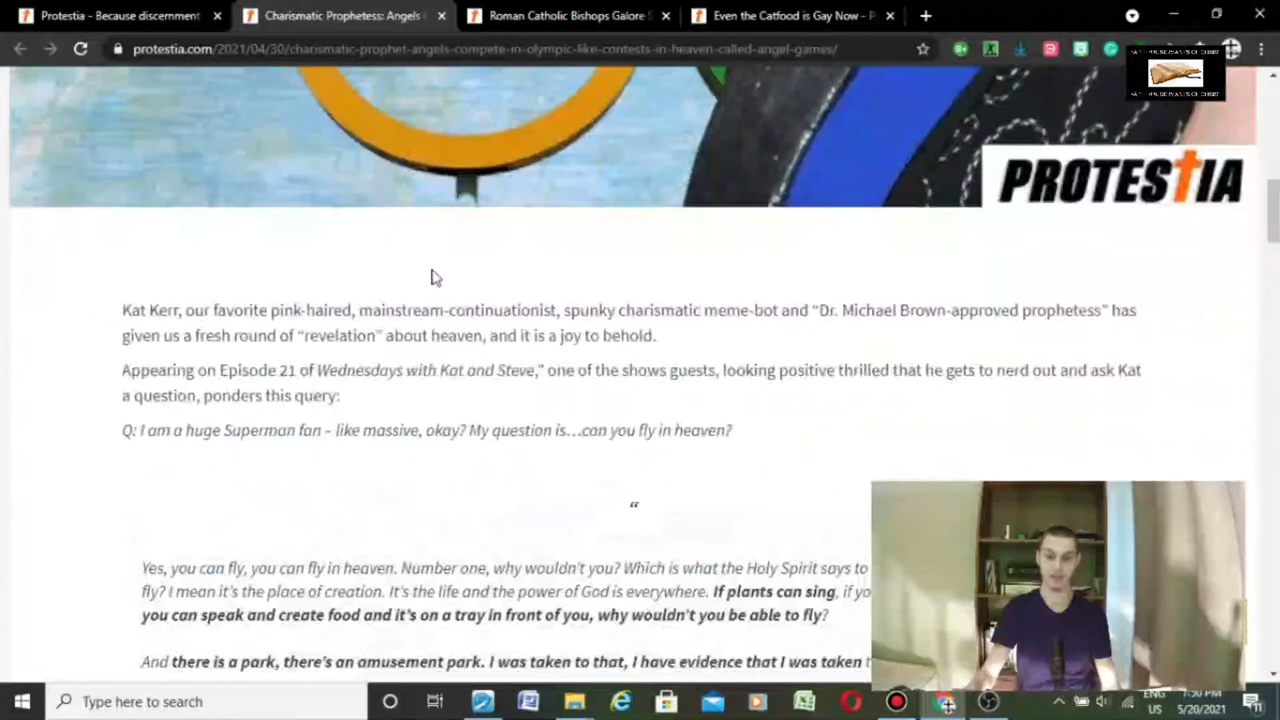 Protestia - Because discernment
Charismatic Prophetess: Angels
Roman Catholic Bishops Galore S
Even the Catfood is Gay Now - P
protestia.com/2021/04/30/charismatic-prophet-angels-compete-in-olympic-like-contests-in-heaven-called-angel-games/
PROTESTIA
Kat Kerr, our favorite pink-haired, mainstream-continuationist, spunky charismatic meme-bot and “Dr. Michael Brown-approved prophetess” has
given us a fresh round of “revelation” about heaven, and it is a joy to behold.
Appearing on Episode 21 of Wednesdays with Kat and Steve,” one of the shows guests, looking positive thrilled that he gets to nerd out and ask Kat
a question, ponders this query:
Q: I am a huge Superman fan – like massive, okay? My question is…can you fly in heaven?
“
Yes, you can fly, you can fly in heaven. Number one, why wouldn’t you? Which is what the Holy Spirit says to
fly? I mean it’s the place of creation. It’s the life and the power of God is everywhere. If plants can sing, if yo
you can speak and create food and it’s on a tray in front of you, why wouldn’t you be able to fly?
And there is a park, there’s an amusement park. I was taken to that, I have evidence that I was taken
Type here to search
ENG
US
7:50 PM
5/20/2021